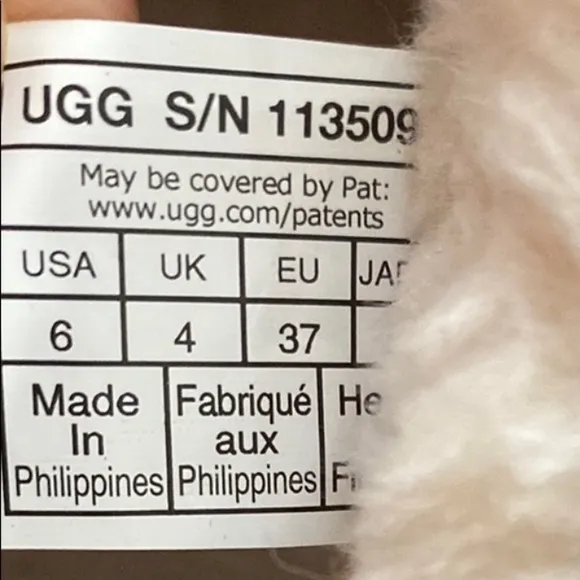 UGG S/N 113509
May be covered by Pat:
www.ugg.com/patents
USA UK EU
6 4 37
Made Fabriqué
In aux
Philippines Philippines